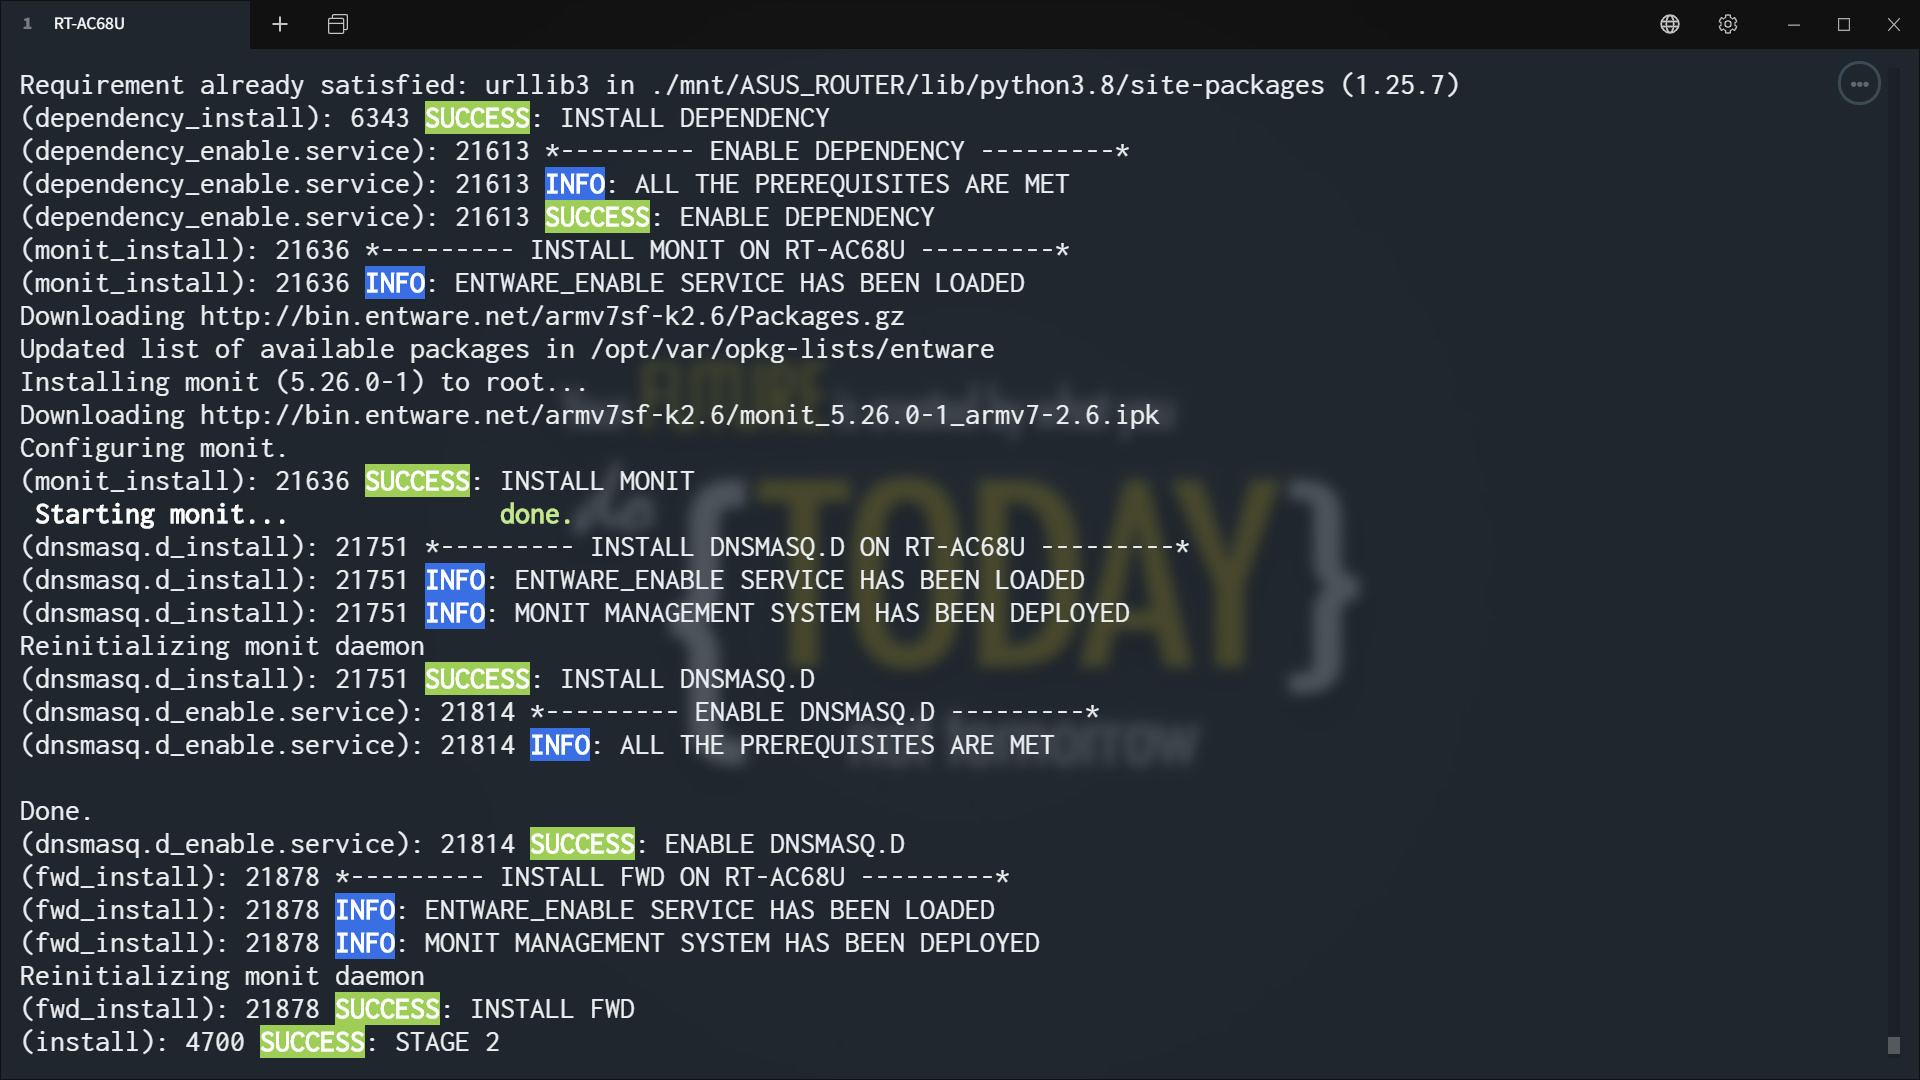 1 RT-AC68U
Requirement already satisfied: urllib3 in ./mnt/ASUS_ROUTER/lib/python3.8/site-packages (1.25.7)
(dependency_install): 6343 SUCCESS: INSTALL DEPENDENCY
(dependency_enable.service): 21613 *--------- ENABLE DEPENDENCY ---------*
(dependency_enable.service): 21613 INFO: ALL THE PREREQUISITES ARE MET
(dependency_enable.service): 21613 SUCCESS: ENABLE DEPENDENCY
(monit_install): 21636 *--------- INSTALL MONIT ON RT-AC68U ---------*
(monit_install): 21636 INFO: ENTWARE_ENABLE SERVICE HAS BEEN LOADED
Downloading http://bin.entware.net/armv7sf-k2.6/Packages.gz
Updated list of available packages in /opt/var/opkg-lists/entware
Installing monit (5.26.0-1) to root...
Downloading http://bin.entware.net/armv7sf-k2.6/monit_5.26.0-1_armv7-2.6.ipk
Configuring monit.
(monit_install): 21636 SUCCESS: INSTALL MONIT
Starting monit... done.
(dnsmasq.d_install): 21751 *--------- INSTALL DNSMASQ.D ON RT-AC68U ---------*
(dnsmasq.d_install): 21751 INFO: ENTWARE_ENABLE SERVICE HAS BEEN LOADED
(dnsmasq.d_install): 21751 INFO: MONIT MANAGEMENT SYSTEM HAS BEEN DEPLOYED
Reinitializing monit daemon
(dnsmasq.d_install): 21751 SUCCESS: INSTALL DNSMASQ.D
(dnsmasq.d_enable.service): 21814 *--------- ENABLE DNSMASQ.D ---------*
(dnsmasq.d_enable.service): 21814 INFO: ALL THE PREREQUISITES ARE MET
Done.
(dnsmasq.d_enable.service): 21814 SUCCESS: ENABLE DNSMASQ.D
(fwd_install): 21878 *--------- INSTALL FWD ON RT-AC68U ---------*
(fwd_install): 21878 INFO: ENTWARE_ENABLE SERVICE HAS BEEN LOADED
(fwd_install): 21878 INFO: MONIT MANAGEMENT SYSTEM HAS BEEN DEPLOYED
Reinitializing monit daemon
(fwd_install): 21878 SUCCESS: INSTALL FWD
(install): 4700 SUCCESS: STAGE 2
FUTURE
{TODAY}
tomorrow